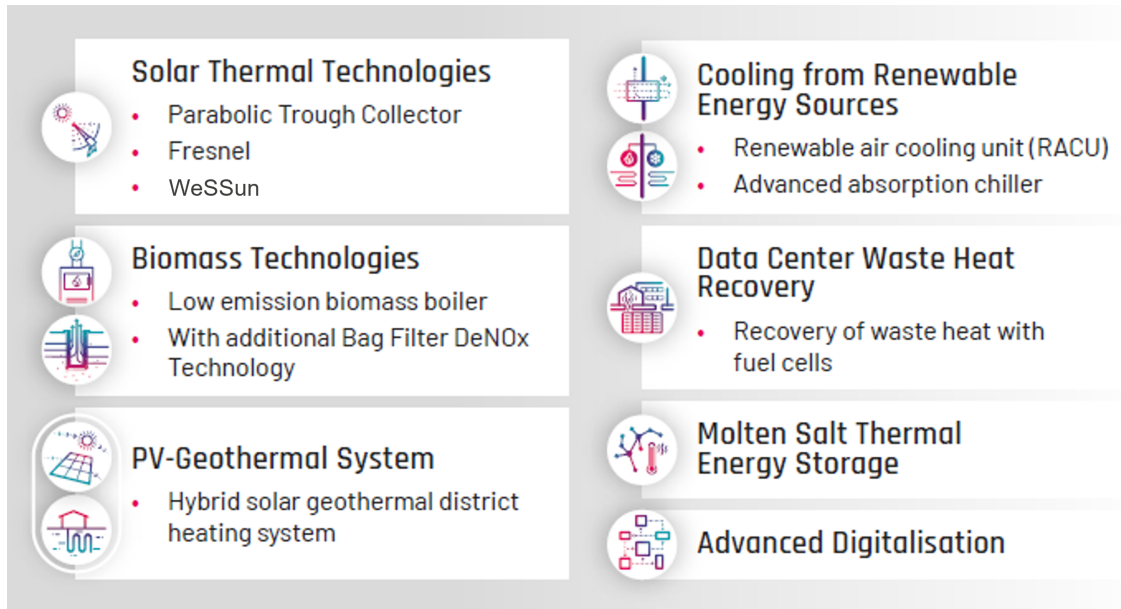 Solar Thermal Technologies
• Parabolic Trough Collector
• Fresnel
• WeSSun
Biomass Technologies
• Low emission biomass boiler
• With additional Bag Filter DeNOx
Technology
PV-Geothermal System
• Hybrid solar geothermal district
heating system
Cooling from Renewable
Energy Sources
• Renewable air cooling unit (RACU)
• Advanced absorption chiller
Data Center Waste Heat
Recovery
• Recovery of waste heat with
fuel cells
Molten Salt Thermal
Energy Storage
Advanced Digitalisation